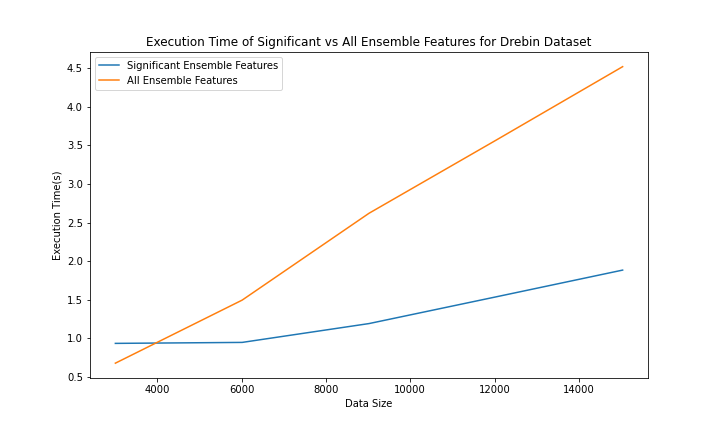 Execution Time of Significant vs All Ensemble Features for Drebin Dataset
Significant Ensemble Features
All Ensemble Features
Execution Time(s)
4.5
4.0
3.5
3.0
2.5
2.0
1.5
1.0
0.5
4000 6000 8000 10000 12000 14000
Data Size